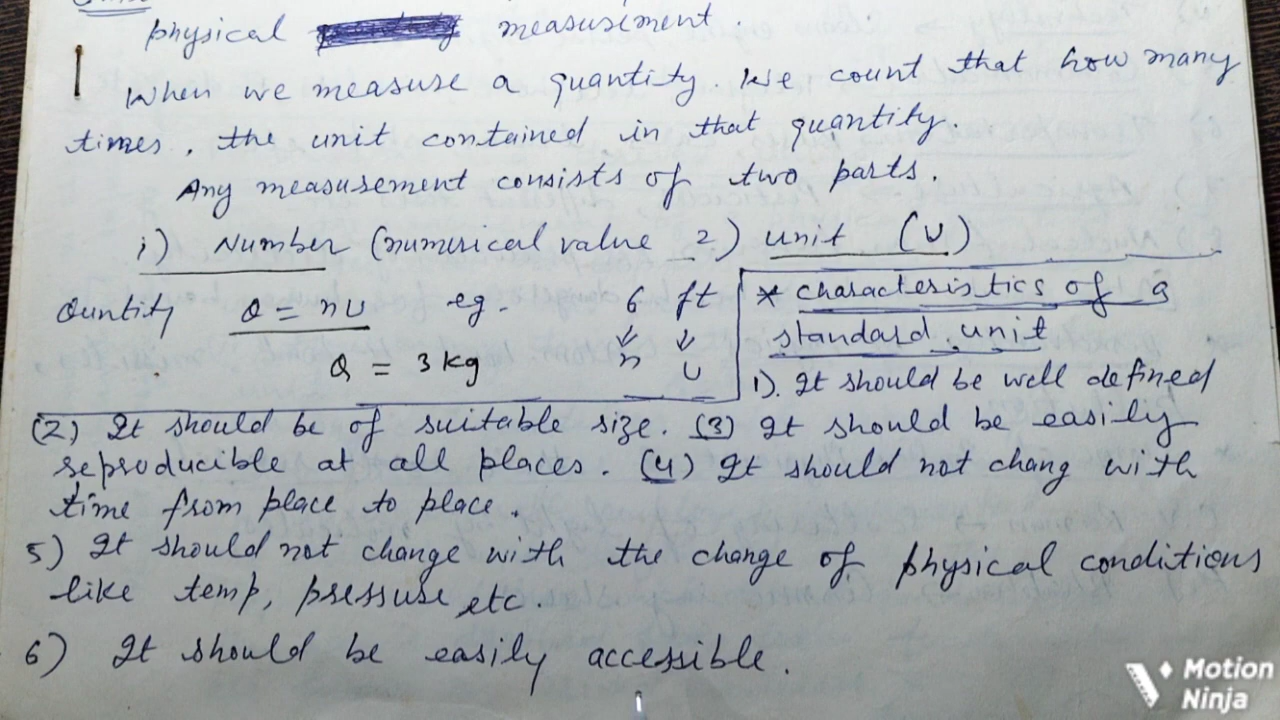 physical measurement.
When we measure a quantity. We count that how many
times, the unit contained in that quantity.
Any measurement consists of two parts.
i) Number (numerical value 2) unit (U)
Quntity Q = nU eg. 6 ft
n U
Q = 3 kg
* characteristics of a
standard unit
1). It should be well defined
(2) It should be of suitable size. (3) It should be easily
reproducible at all places. (4) It should not chang with
time from place to place.
5) It should not change with the change of physical conditions
like temp, pressure etc.
6) It should be easily accessible.
Motion
Ninja